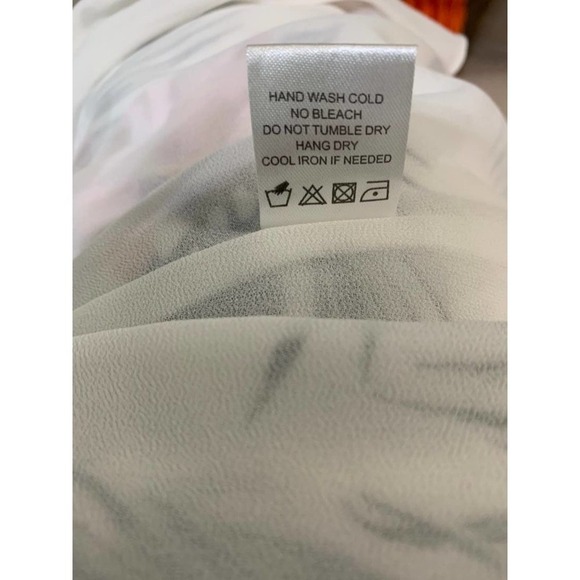 HAND WASH COLD
NO BLEACH
DO NOT TUMBLE DRY
HANG DRY
COOL IRON IF NEEDED